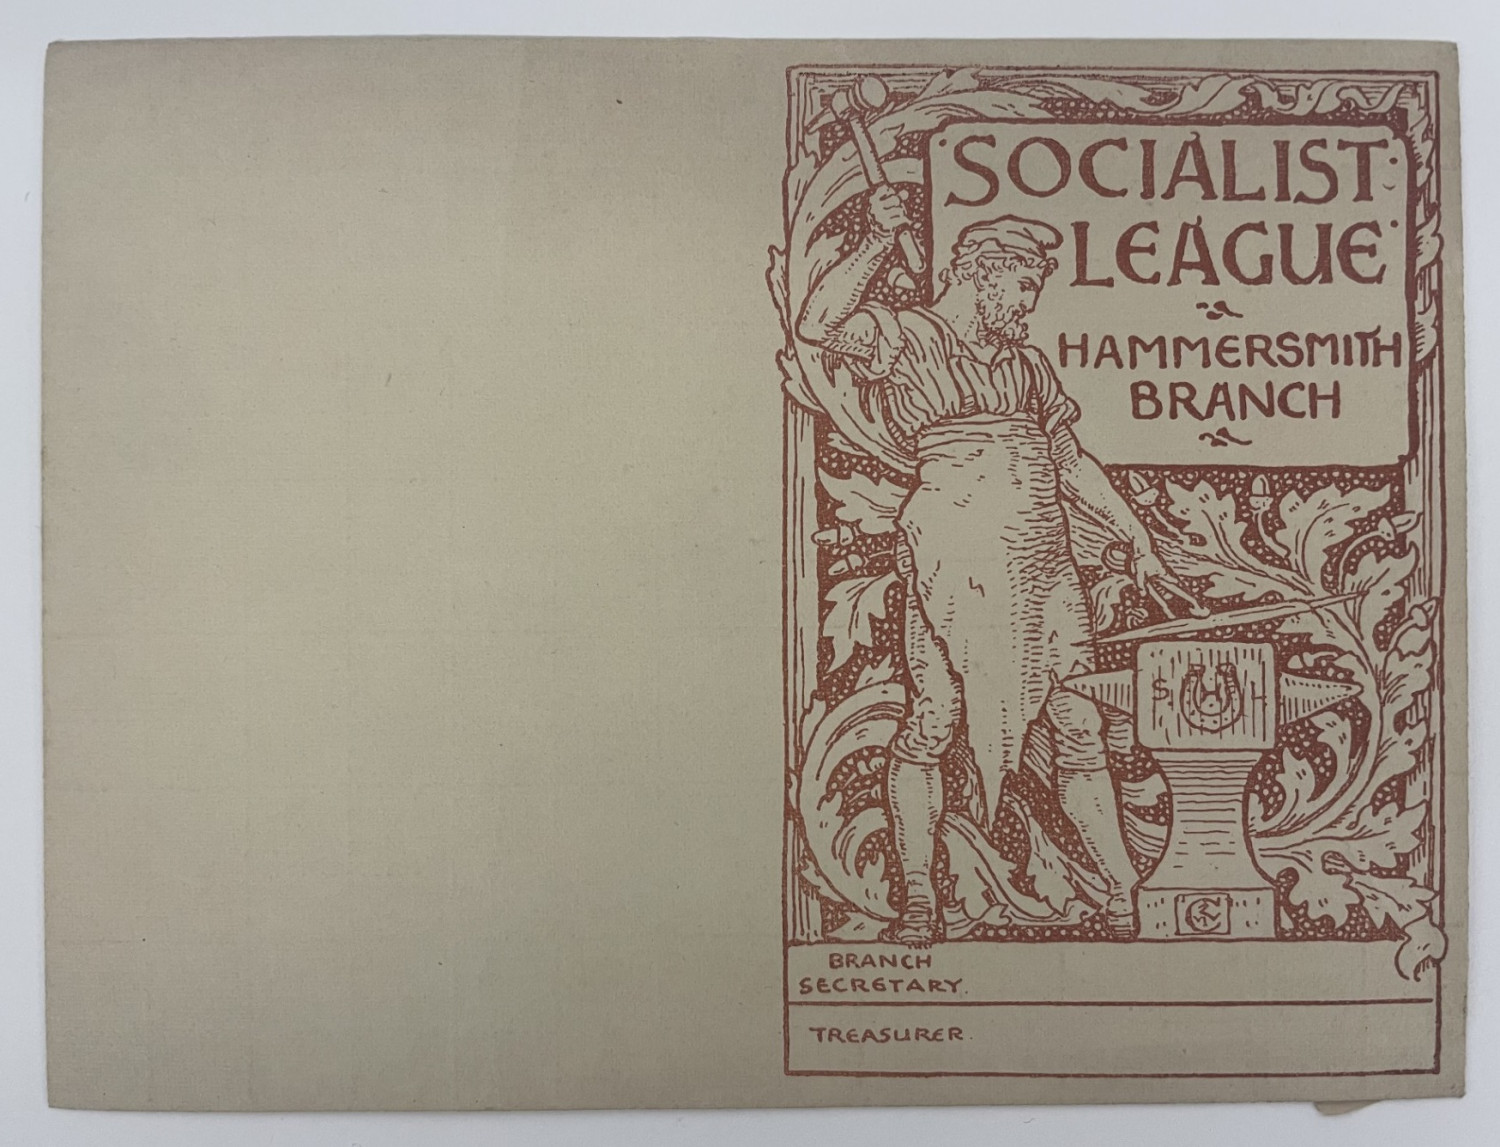 ·SOCIALIST·
LEAGUE·
HAMMERSMITH
BRANCH
S H H
BRANCH
SECRETARY.
TREASURER.